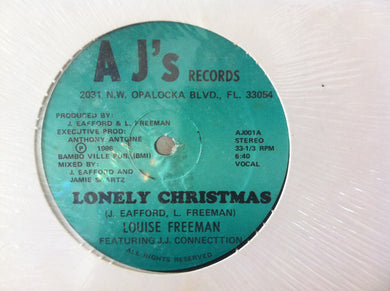 A J's RECORDS
2031 N.W. OPALOCKA BLVD., FL. 33054
PRODUCED BY:
J. EAFFORD & L. FREEMAN
EXECUTIVE PROD:
ANTHONY ANTOINE
Ⓟ 1986
BAMBO VILLE PUB. (BMI)
MIXED BY:
J. EAFFORD and
JAMIE
AJ001A
STEREO
33-1/3 RPM
6:40
VOCAL
LONELY CHRISTMAS
(J. EAFFORD, L. FREEMAN)
LOUISE FREEMAN
FEATURING J.J. CONNECTTION
ALL RIGHTS RESERVED